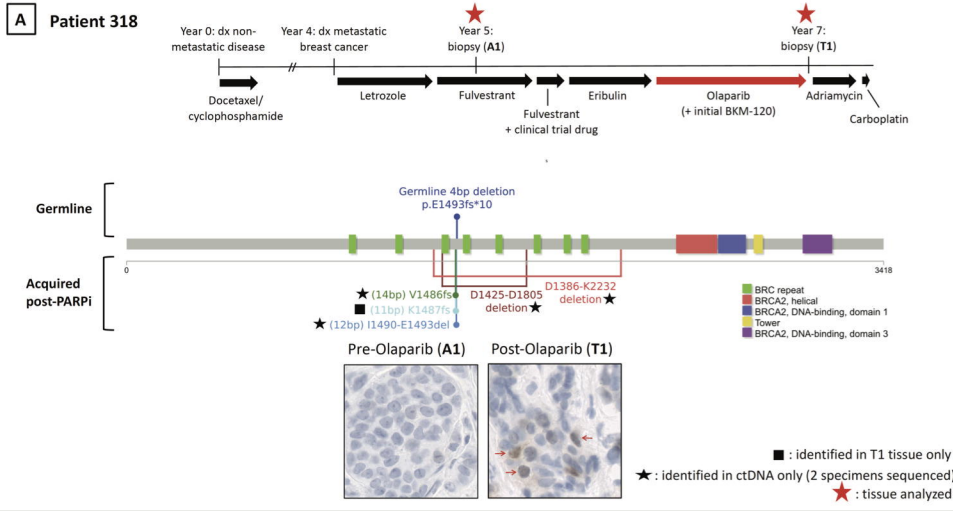 A Patient 318
Year 0: dx non-
metastatic disease
Year 4: dx metastatic
breast cancer
Year 5:
biopsy (A1)
Year 7:
biopsy (T1)
//
Docetaxel/
cyclophosphamide
Letrozole
Fulvestrant
Fulvestrant
+ clinical trial drug
Eribulin
Olaparib
(+ initial BKM-120)
Adriamycin
Carboplatin
Germline
Germline 4bp deletion
p.E1493fs*10
0
3418
Acquired
post-PARPi
(14bp) V1486fs
(11bp) K1487fs
(12bp) I1490-E1493del
D1425-D1805
deletion
D1386-K2232
deletion
BRC repeat
BRCA2, helical
BRCA2, DNA-binding, domain 1
Tower
BRCA2, DNA-binding, domain 3
Pre-Olaparib (A1)
Post-Olaparib (T1)
: identified in T1 tissue only
: identified in ctDNA only (2 specimens sequenced)
: tissue analyzed